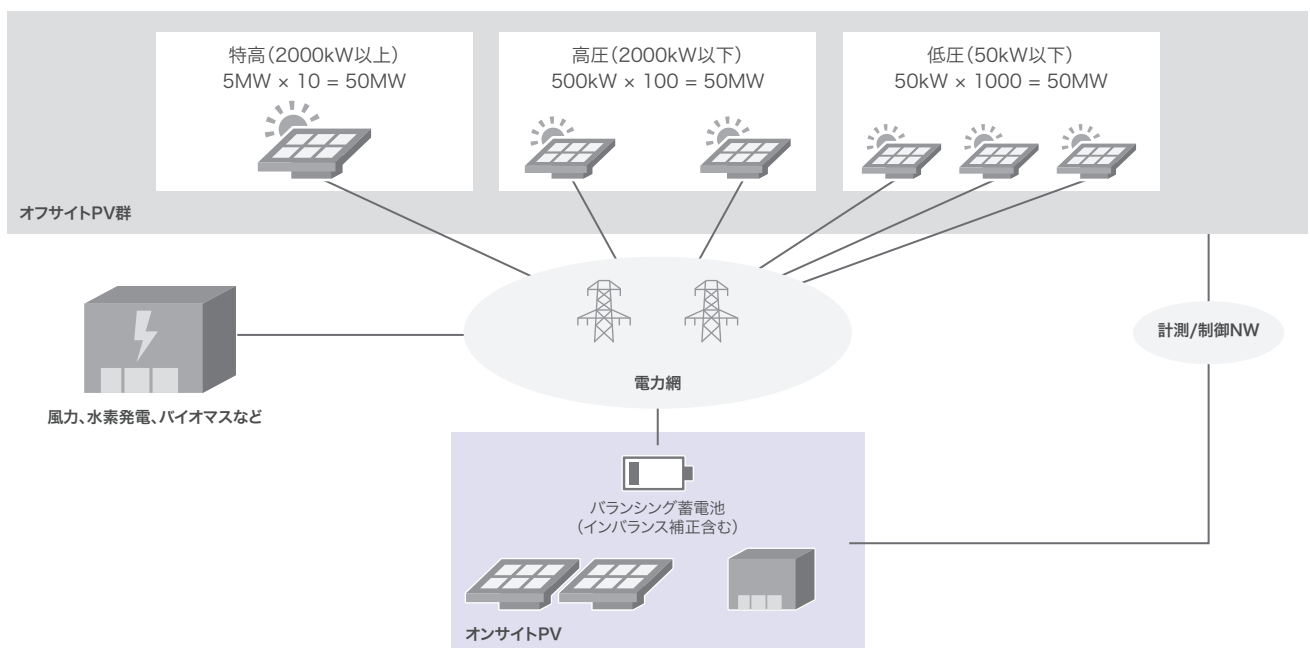 特高（2000kW以上）
5MW × 10 = 50MW
高圧（2000kW以下）
500kW × 100 = 50MW
低圧（50kW以下）
50kW × 1000 = 50MW
オフサイトPV群
計測/制御NW
電力網
風力、水素発電、バイオマスなど
バランシング蓄電池
（インバランス補正含む）
オンサイトPV